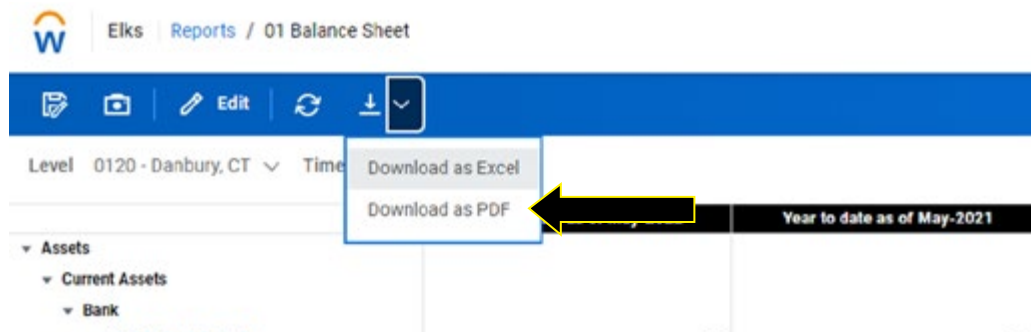 Elks Reports / 01 Balance Sheet
Edit
Level 0120 - Danbury, CT Time
Download as Excel
Download as PDF
Year to date as of May-2021
Assets
Current Assets
Bank